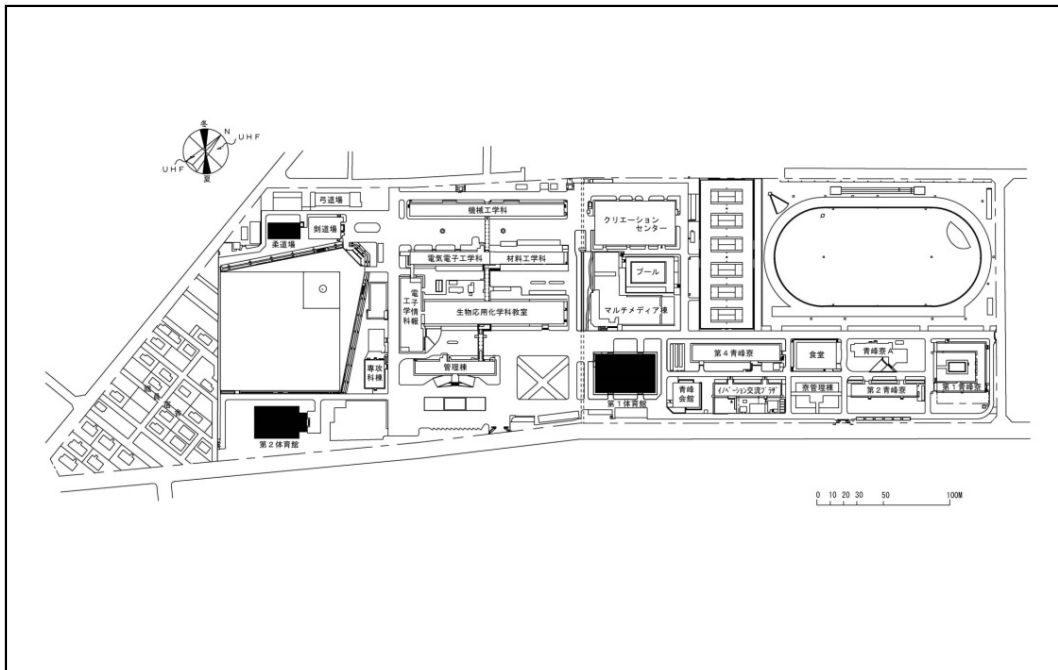 冬
N
UHF
UHF
夏
弓道場
剣道場
柔道場
機械工学科
電気電子工学科
材料工学科
電子情報
工学科
生物応用化学科教室
専攻
科棟
管理棟
第2体育館
クリエーション
センター
プール
マルチメディア棟
第1体育館
第4青峰寮
食堂
青峰寮A
第1青峰寮
青峰
会館
イノベーション交流プラザ
寮管理棟
第2青峰寮
0 10 20 30 50 100M